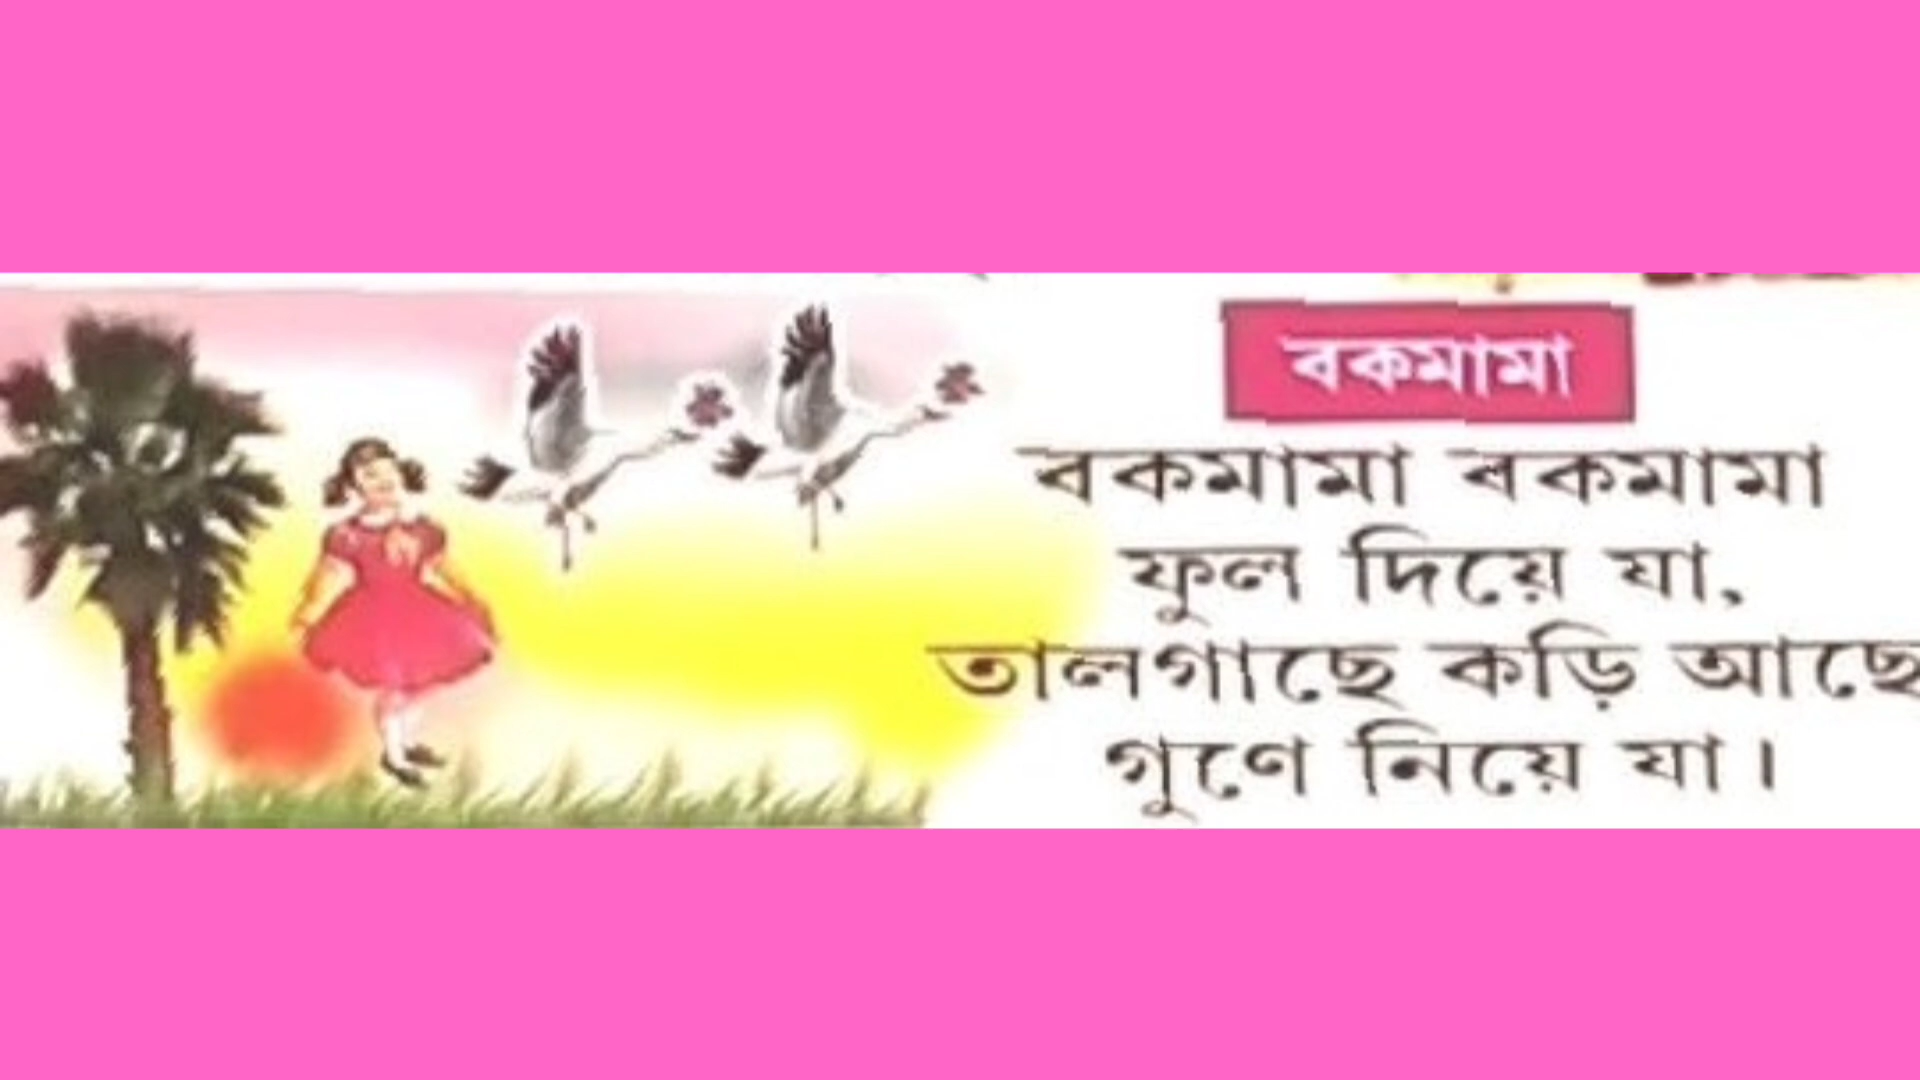 বকমামা
বকমামা বকমামা
ফুল দিয়ে যা,
তালগাছে কড়ি আছে
গুণে নিয়ে যা।